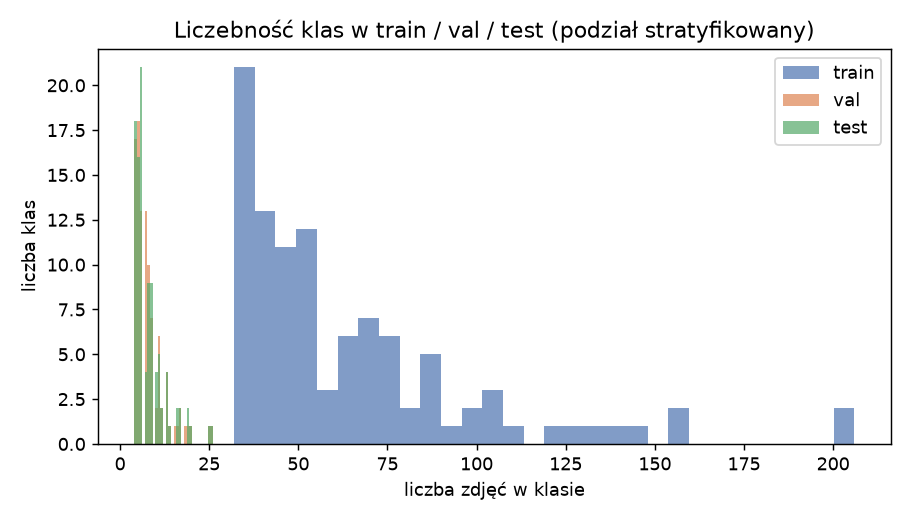 Liczebność klas w train / val / test (podział stratyfikowany)
train
val
test
liczba klas
20.0
17.5
15.0
12.5
10.0
7.5
5.0
2.5
0.0
0 25 50 75 100 125 150 175 200
liczba zdjęć w klasie